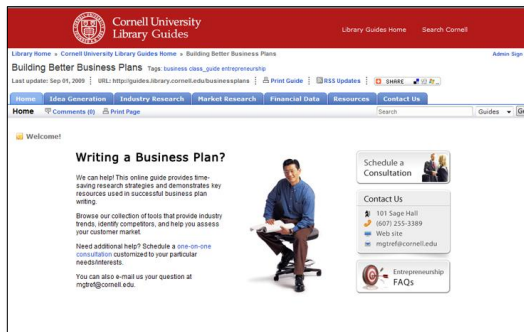 Cornell University
Library Guides
Library Guides Home Search Cornell
Library Home » Cornell University Library Guides Home » Building Better Business Plans Admin Sign
Building Better Business Plans Tags: business class_guide entrepreneurship
Last update: Sep 01, 2009 URL: http://guides.library.cornell.edu/businessplans Print Guide RSS Updates SHARE
Home Idea Generation Industry Research Market Research Financial Data Resources Contact Us
Home Comments (0) Print Page Search Guides
Welcome!
Writing a Business Plan?
We can help! This online guide provides time-
saving research strategies and demonstrates key
resources used in successful business plan
writing.
Browse our collection of tools that provide industry
trends, identify competitors, and help you assess
your customer market.
Need additional help? Schedule a one-on-one
consultation customized to your particular
needs/interests.
You can also e-mail us your question at
mgtref@cornell.edu.
Schedule a
Consultation
Contact Us
101 Sage Hall
(607) 255-3389
Web site
mgtref@cornell.edu
Entrepreneurship
FAQs